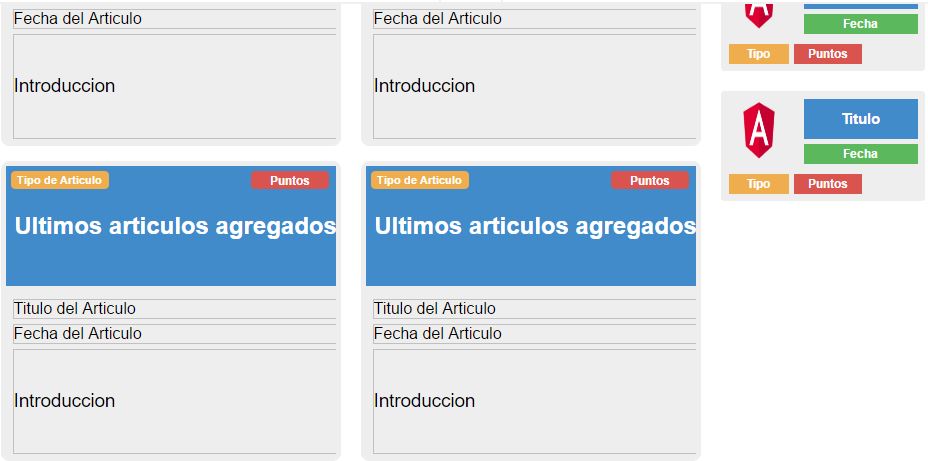 Fecha del Articulo
Introduccion
Fecha del Articulo
Introduccion
Tipo de Articulo
Puntos
Ultimos articulos agregados
Titulo del Articulo
Fecha del Articulo
Introduccion
Tipo de Articulo
Puntos
Ultimos articulos agregados
Titulo del Articulo
Fecha del Articulo
Introduccion
Fecha
Tipo
Puntos
A
Titulo
Fecha
Tipo
Puntos